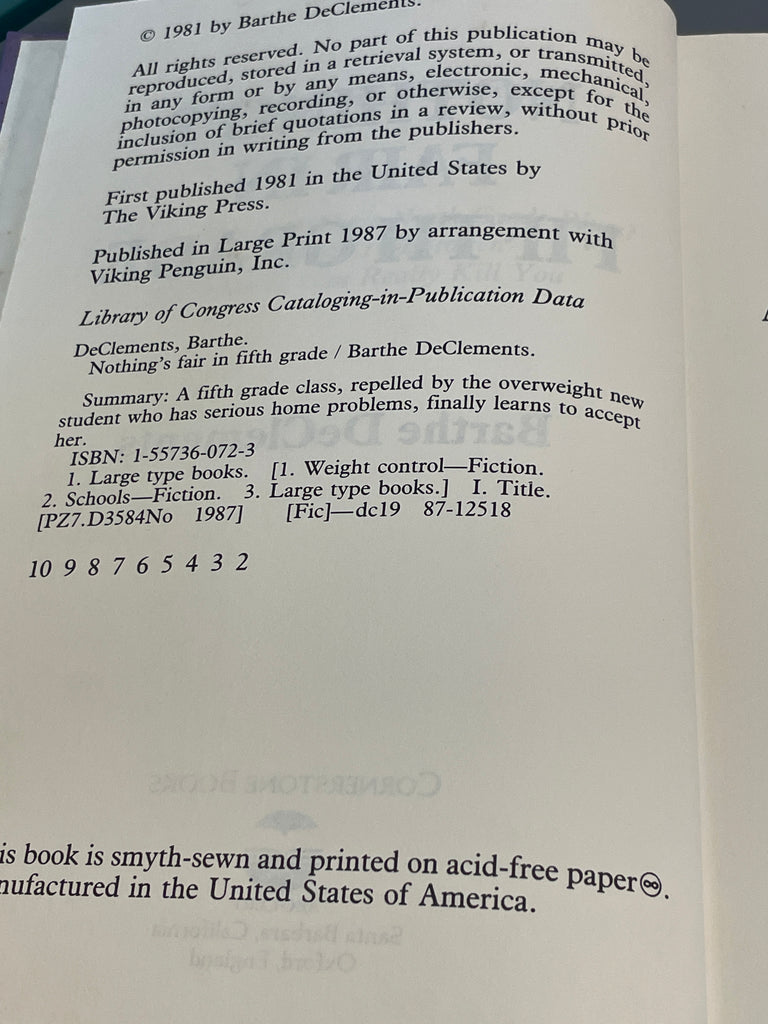 © 1981 by Barthe DeClements.
All rights reserved. No part of this publication may be
reproduced, stored in a retrieval system, or transmitted,
in any form or by any means, electronic, mechanical,
photocopying, recording, or otherwise, except for the
inclusion of brief quotations in a review, without prior
permission in writing from the publishers.
First published 1981 in the United States by
The Viking Press.
Published in Large Print 1987 by arrangement with
Viking Penguin, Inc.
Library of Congress Cataloging-in-Publication Data
DeClements, Barthe.
Nothing's fair in fifth grade / Barthe DeClements.
Summary: A fifth grade class, repelled by the overweight new
student who has serious home problems, finally learns to accept
her.
ISBN: 1-55736-072-3
1. Large type books. [1. Weight control—Fiction.
2. Schools—Fiction. 3. Large type books.] I. Title.
[PZ7.D3584No 1987] [Fic]—dc19 87-12518
10 9 8 7 6 5 4 3 2
is book is smyth-sewn and printed on acid-free paper♾.
nufactured in the United States of America.
CORNERSTONE BOOKS
Santa Barbara, California
Oxford, England